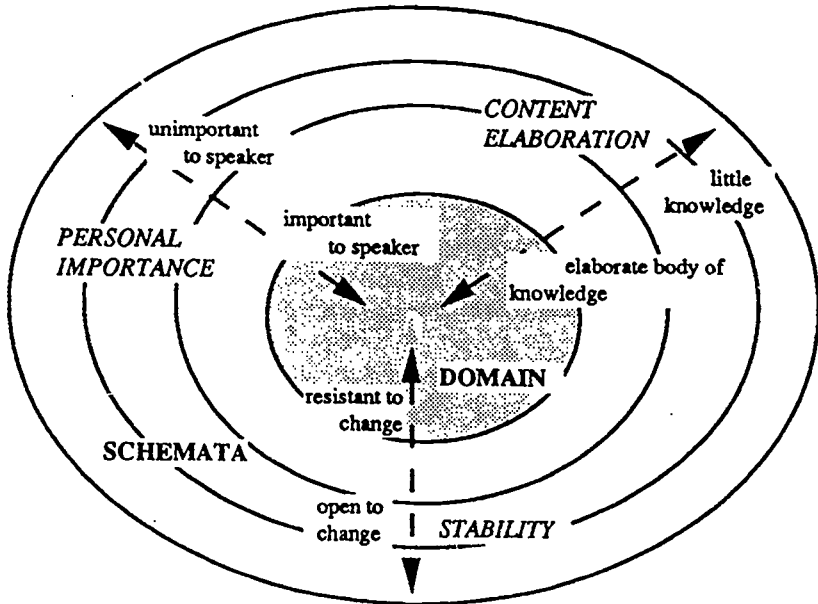 CONTENT
ELABORATION
unimportant
to speaker
little
knowledge
important
to speaker
PERSONAL
IMPORTANCE
elaborate body of
knowledge
DOMAIN
resistant to
change
SCHEMATA
open to
change
STABILITY